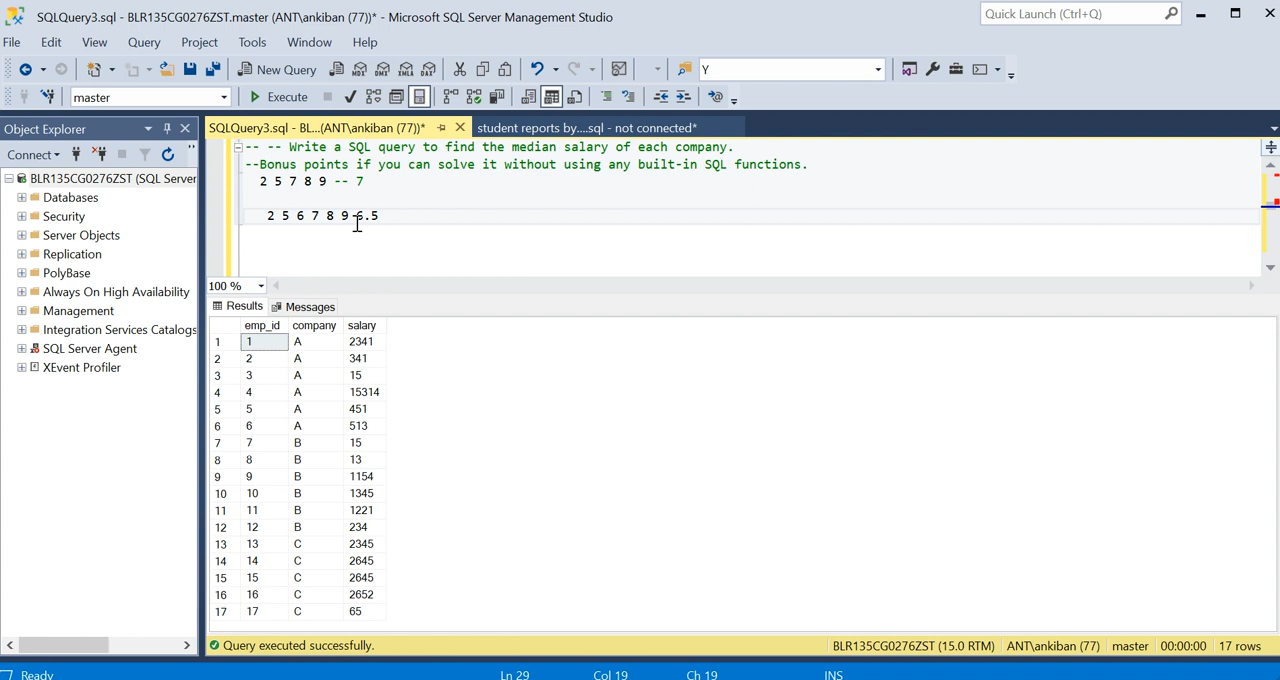 SQLQuery3.sql - BLR135CG0276ZST.master (ANT\ankiban (77))* - Microsoft SQL Server Management Studio
Quick Launch (Ctrl+Q)
File Edit View Query Project Tools Window Help
New Query MDX DMX XMLA DAX Y
master Execute
Object Explorer
SQLQuery3.sql - BL...(ANT\ankiban (77))* student reports by....sql - not connected*
Connect
BLR135CG0276ZST (SQL Server
Databases
Security
Server Objects
Replication
PolyBase
Always On High Availability
Management
Integration Services Catalogs
SQL Server Agent
XEvent Profiler
-- -- Write a SQL query to find the median salary of each company.
--Bonus points if you can solve it without using any built-in SQL functions.
2 5 7 8 9 -- 7
2 5 6 7 8 9 6.5
100 %
Results Messages
emp_id company salary
1 1 A 2341
2 2 A 341
3 3 A 15
4 4 A 15314
5 5 A 451
6 6 A 513
7 7 B 15
8 8 B 13
9 9 B 1154
10 10 B 1345
11 11 B 1221
12 12 B 234
13 13 C 2345
14 14 C 2645
15 15 C 2645
16 16 C 2652
17 17 C 65
Query executed successfully. BLR135CG0276ZST (15.0 RTM) ANT\ankiban (77) master 00:00:00 17 rows
Ready Ln 29 Col 19 Ch 19 INS